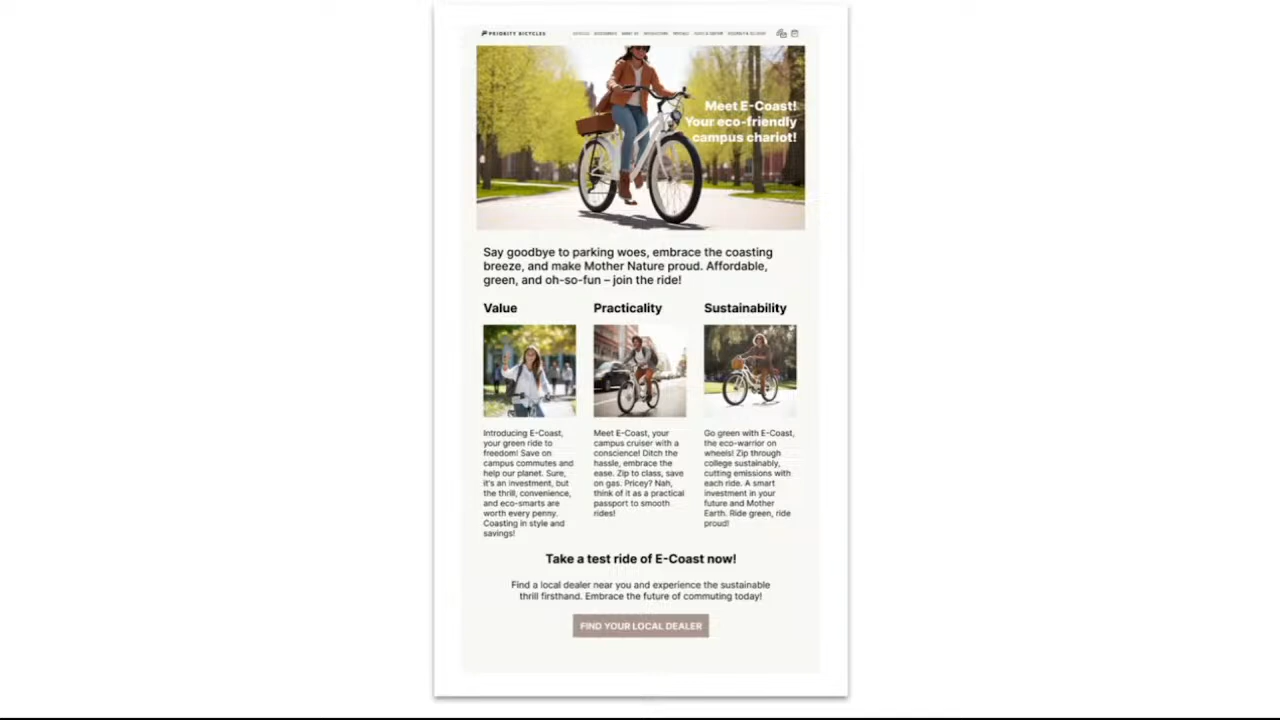 PRIORITY BICYCLES
Meet E-Coast!
Your eco-friendly
campus chariot!
Say goodbye to parking woes, embrace the coasting
breeze, and make Mother Nature proud. Affordable,
green, and oh-so-fun – join the ride!
Value
Practicality
Sustainability
Introducing E-Coast,
your green ride to
freedom! Save on
campus commutes and
help our planet. Sure,
it's an investment, but
the thrill, convenience,
and eco-smarts are
worth every penny.
Coasting in style and
savings!
Meet E-Coast, your
campus cruiser with a
conscience! Ditch the
hassle, embrace the
ease. Zip to class, save
on gas. Pricey? Nah,
think of it as a practical
passport to smooth
rides!
Go green with E-Coast,
the eco-warrior on
wheels! Zip through
college sustainably,
cutting emissions with
each ride. A smart
investment in your
future and Mother
Earth. Ride green, ride
proud!
Take a test ride of E-Coast now!
Find a local dealer near you and experience the sustainable
thrill firsthand. Embrace the future of commuting today!
FIND YOUR LOCAL DEALER